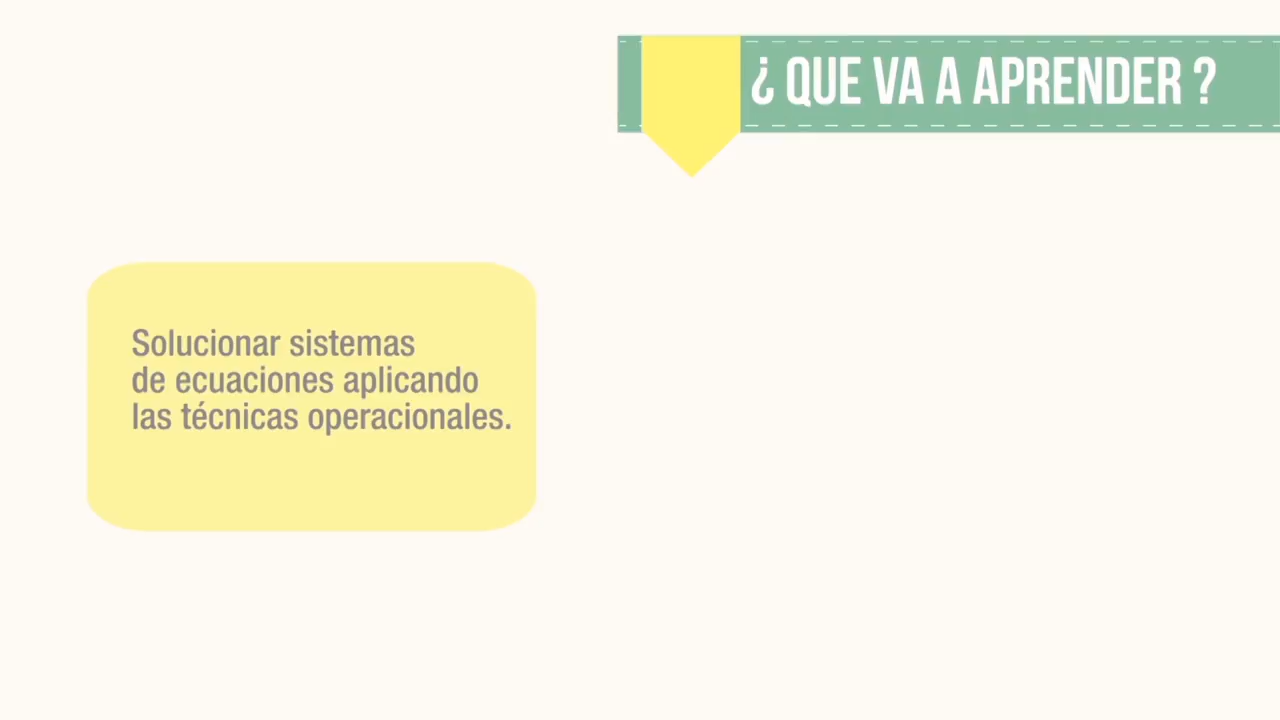 ¿ QUE VA A APRENDER ?
Solucionar sistemas
de ecuaciones aplicando
las técnicas operacionales.